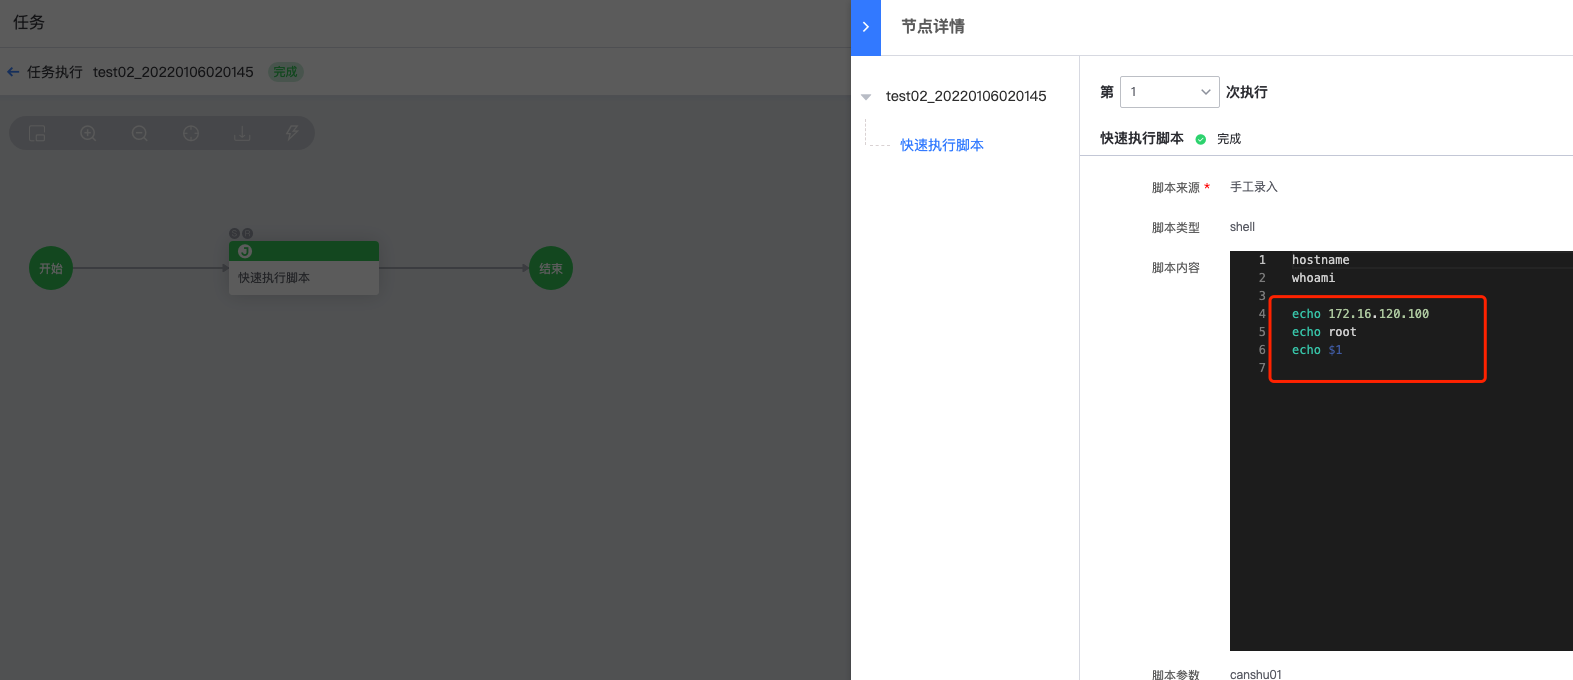 任务
任务执行 test02_20220106020145 完成
开始
快速执行脚本
结束
节点详情
test02_20220106020145
快速执行脚本
第 1 次执行
快速执行脚本 完成
脚本来源 * 手工录入
脚本类型 shell
脚本内容
1 hostname
2 whoami
3
4 echo 172.16.120.100
5 echo root
6 echo $1
7
脚本参数 canshu01